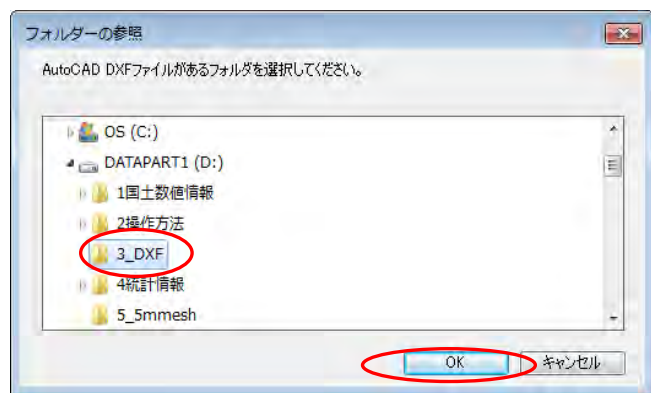 フォルダーの参照
AutoCAD DXFファイルがあるフォルダを選択してください。
OS (C:)
DATAPART1 (D:)
1国土数値情報
2操作方法
3_DXF
4統計情報
5_5mmesh
OK キャンセル